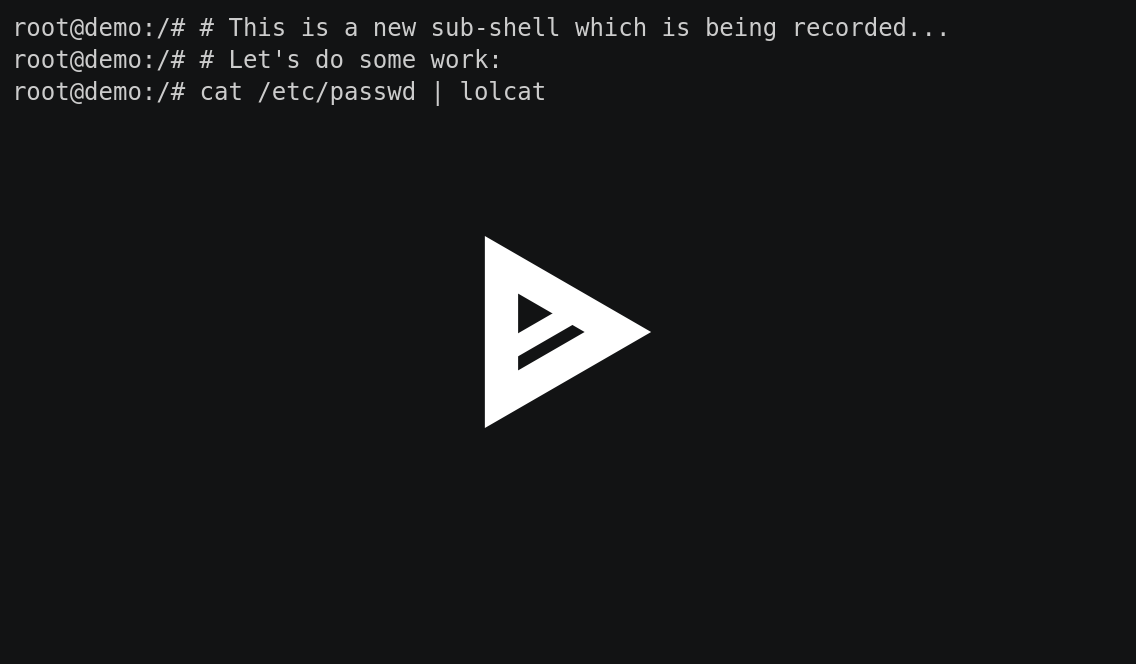 root@demo:/# # This is a new sub-shell which is being recorded...
root@demo:/# # Let's do some work:
root@demo:/# cat /etc/passwd | lolcat